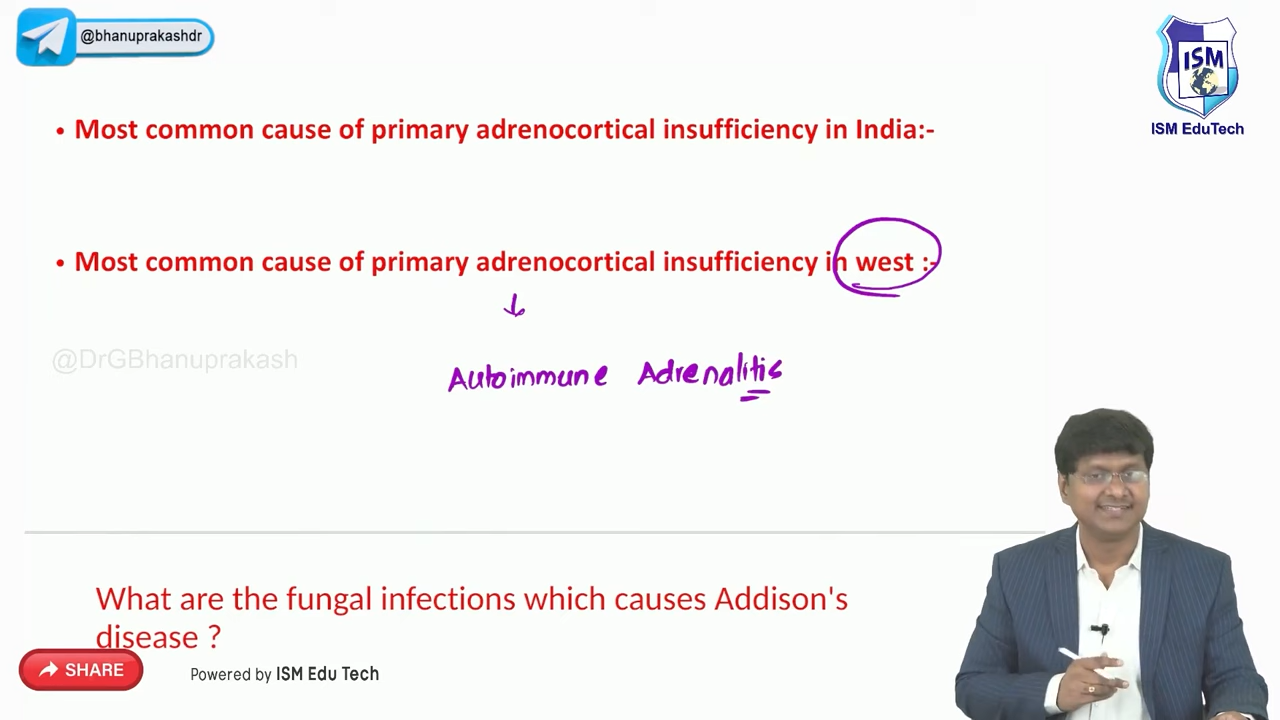 @bhanuprakashdr
ISM
ISM EduTech
• Most common cause of primary adrenocortical insufficiency in India:-
• Most common cause of primary adrenocortical insufficiency in west :-
@DrGBhanuprakash
Autoimmune Adrenalitis
What are the fungal infections which causes Addison's
disease ?
SHARE
Powered by ISM Edu Tech